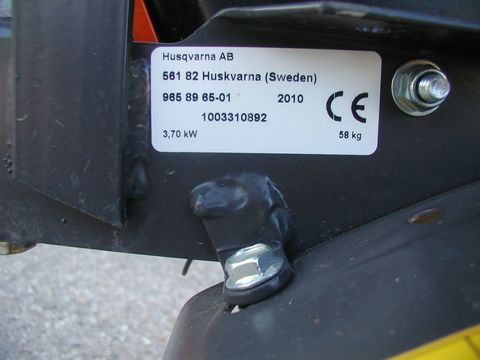 Husqvarna AB
561 82 Huskvarna (Sweden)
965 89 65-01 2010
1003310892
3,70 kW 58 kg
CE